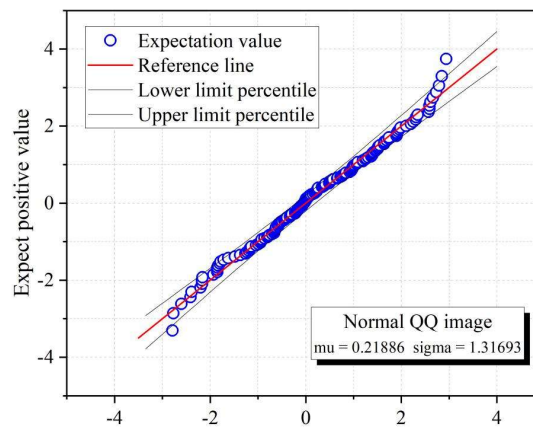 4
2
0
-2
-4
Expect positive value
Expectation value
Reference line
Lower limit percentile
Upper limit percentile
Normal QQ image
mu = 0.21886 sigma = 1.31693
-4 -2 0 2 4